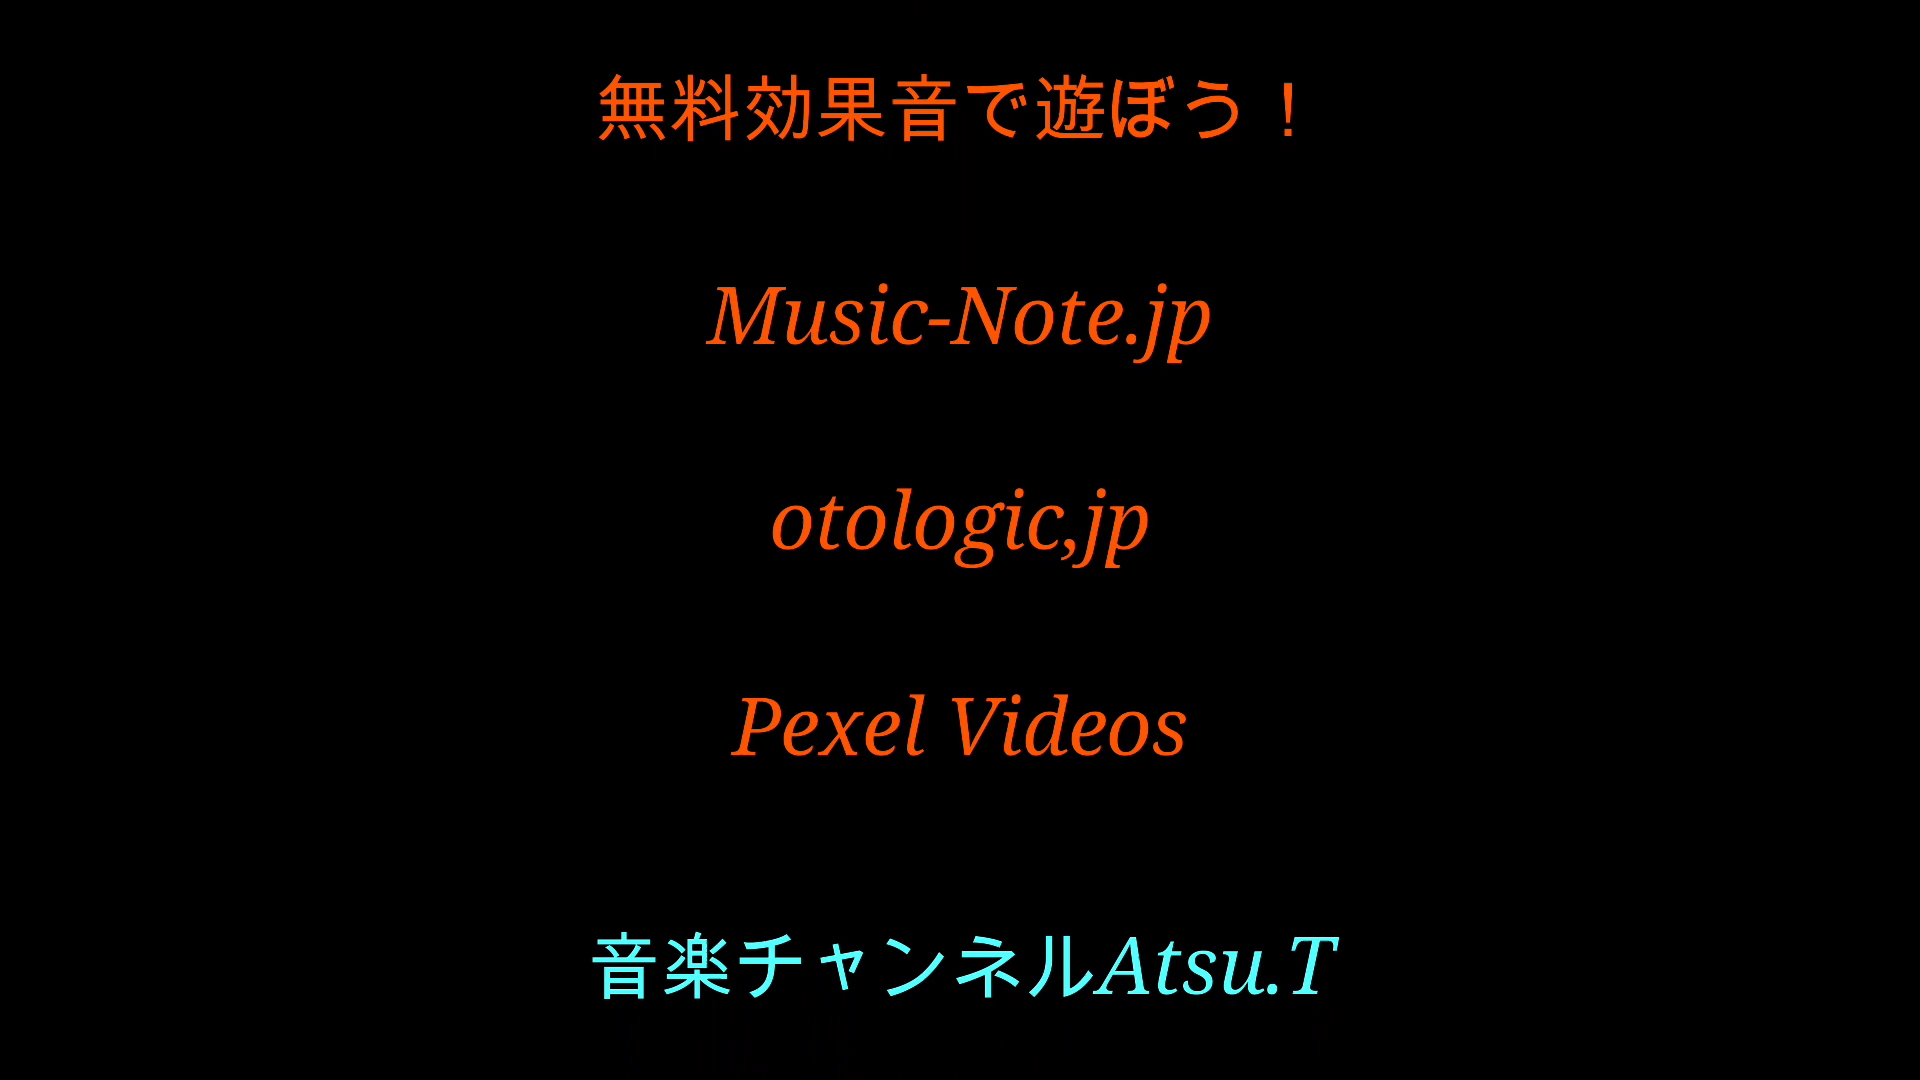 無料効果音で遊ぼう！
Music-Note.jp
otologic,jp
Pexel Videos
音楽チャンネルAtsu.T